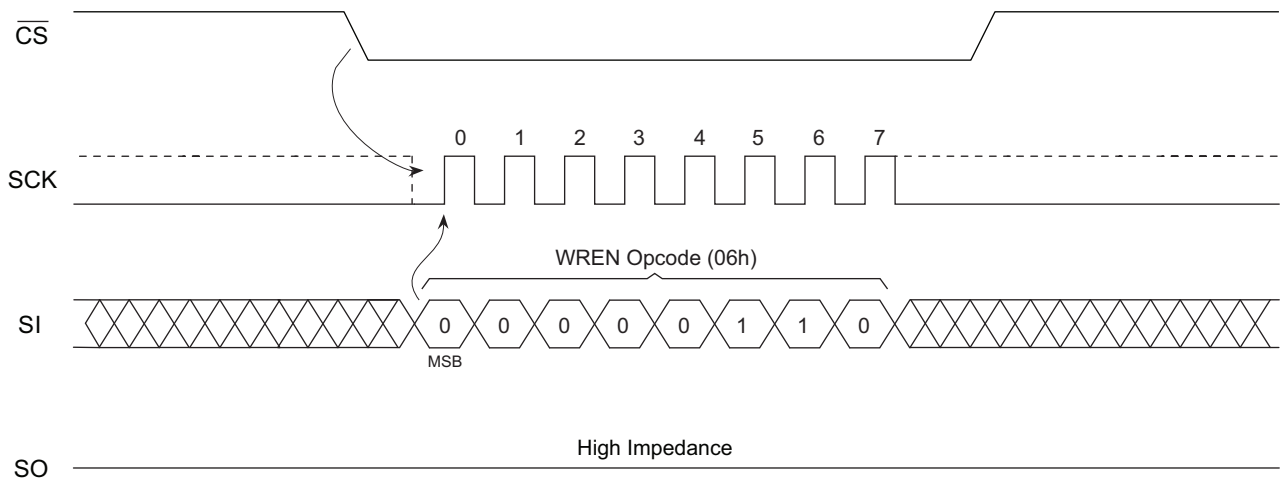 CS
0 1 2 3 4 5 6 7
SCK
WREN Opcode (06h)
SI
0 0 0 0 0 1 1 0
MSB
High Impedance
SO